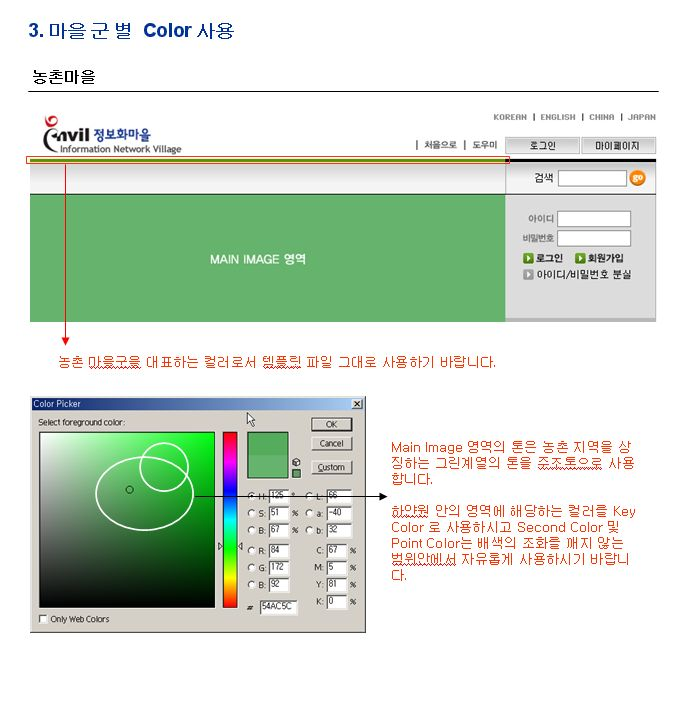 3. 마을 군 별 Color 사용
농촌마을
KOREAN | ENGLISH | CHINA | JAPAN
invil 정보화마을
Information Network Village
| 처음으로 | 도우미
로그인
마이페이지
검색
go
아이디
비밀번호
로그인
회원가입
아이디/비밀번호 분실
MAIN IMAGE 영역
농촌 마을군을 대표하는 컬러로서 템플릿 파일 그대로 사용하기 바랍니다.
Color Picker
Select foreground color:
OK
Cancel
Custom
H: 125 °
S: 51 %
B: 67 %
R: 84
G: 172
B: 92
# 54AC5C
L: 66
a: -40
b: 32
C: 67 %
M: 5 %
Y: 81 %
K: 0 %
Only Web Colors
Main Image 영역의 톤은 농촌 지역을 상
징하는 그린계열의 톤을 주조톤으로 사용
합니다.
하얀원 안의 영역에 해당하는 컬러를 Key
Color 로 사용하시고 Second Color 및
Point Color는 배색의 조화를 깨지 않는
범위안에서 자유롭게 사용하시기 바랍니
다.